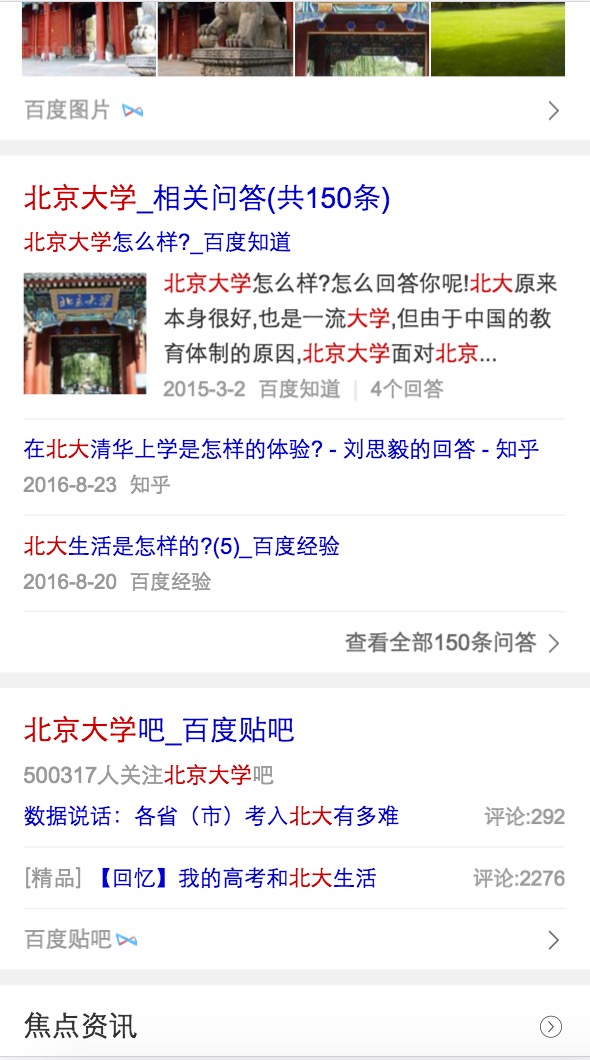 百度图片
北京大学_相关问答(共150条)
北京大学怎么样?_百度知道
北京大学
北京大学怎么样?怎么回答你呢!北大原来
本身很好,也是一流大学,但由于中国的教
育体制的原因,北京大学面对北京...
2015-3-2 百度知道 | 4个回答
在北大清华上学是怎样的体验? - 刘思毅的回答 - 知乎
2016-8-23 知乎
北大生活是怎样的?(5)_百度经验
2016-8-20 百度经验
查看全部150条问答
北京大学吧_百度贴吧
500317人关注北京大学吧
数据说话：各省（市）考入北大有多难 评论:292
[精品] 【回忆】我的高考和北大生活 评论:2276
百度贴吧
焦点资讯